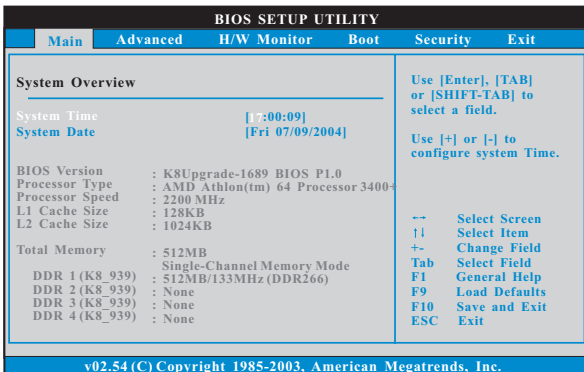 BIOS SETUP UTILITY
Main Advanced H/W Monitor Boot Security Exit
System Overview
System Time [17:00:09]
System Date [Fri 07/09/2004]
BIOS Version : K8Upgrade-1689 BIOS P1.0
Processor Type : AMD Athlon(tm) 64 Processor 3400+
Processor Speed : 2200 MHz
L1 Cache Size : 128KB
L2 Cache Size : 1024KB
Total Memory : 512MB
Single-Channel Memory Mode
DDR 1 (K8_939) : 512MB/133MHz (DDR266)
DDR 2 (K8_939) : None
DDR 3 (K8_939) : None
DDR 4 (K8_939) : None
Use [Enter], [TAB]
or [SHIFT-TAB] to
select a field.
Use [+] or [-] to
configure system Time.
←→ Select Screen
↑↓ Select Item
+- Change Field
Tab Select Field
F1 General Help
F9 Load Defaults
F10 Save and Exit
ESC Exit
v02.54 (C) Copyright 1985-2003, American Megatrends, Inc.